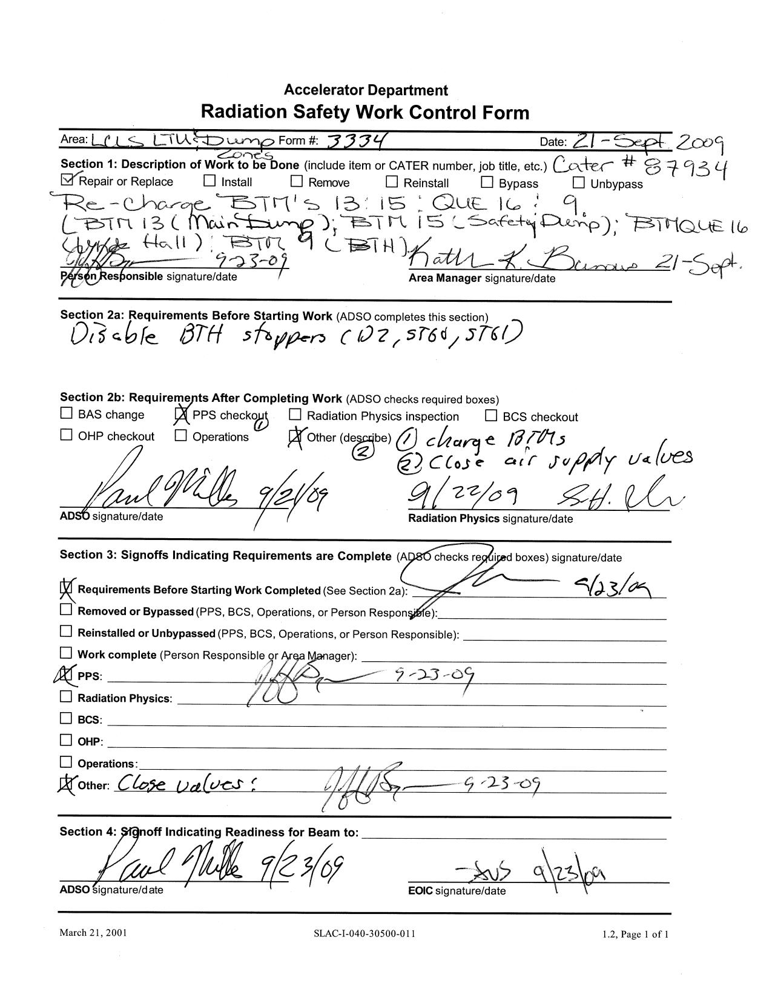 Accelerator Department
Radiation Safety Work Control Form
Area: LCLS LTU & Dump Zones Form #: 3334 Date: 21-Sept 2009
Section 1: Description of Work to be Done (include item or CATER number, job title, etc.) Cater # 87934
Repair or Replace Install Remove Reinstall Bypass Unbypass
Re-Charge BTM's 13 : 15 : QUE 16 : 9
(BTM 13 (Main Dump); BTM 15 (Safety Dump); BTMQUE 16
Hall) : BTM 9 (BTH)
9-23-09 Kath K. Burrows 21-Sept.
Person Responsible signature/date Area Manager signature/date
Section 2a: Requirements Before Starting Work (ADSO completes this section)
Disable BTH stoppers (D2, ST60, ST61)
Section 2b: Requirements After Completing Work (ADSO checks required boxes)
BAS change PPS checkout ① Radiation Physics inspection BCS checkout
OHP checkout Operations Other (describe) ② ① charge BTMs
② Close air supply valves
Paul Miller 9/21/09 9/22/09 S.H.
ADSO signature/date Radiation Physics signature/date
Section 3: Signoffs Indicating Requirements are Complete (ADSO checks required boxes) signature/date
Requirements Before Starting Work Completed (See Section 2a): 9/23/09
Removed or Bypassed (PPS, BCS, Operations, or Person Responsible):
Reinstalled or Unbypassed (PPS, BCS, Operations, or Person Responsible):
Work complete (Person Responsible or Area Manager):
PPS: 9-23-09
Radiation Physics:
BCS:
OHP:
Operations:
Other: Close valves: 9-23-09
Section 4: Signoff Indicating Readiness for Beam to:
Paul Miller 9/23/09 9/23/09
ADSO signature/date EOIC signature/date
March 21, 2001 SLAC-I-040-30500-011 1.2, Page 1 of 1